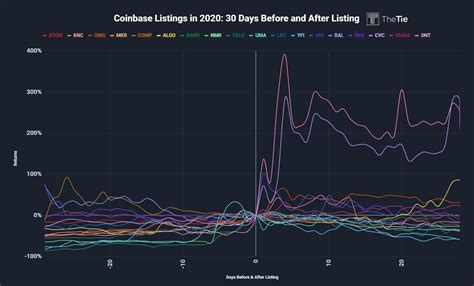 Coinbase Listings in 2020: 30 Days Before and After Listing TheTie
ATOM KNC OMG MKR COMP ALGO BAND NMR CELO UMA LRC YFI UNI BAL REN CVC MANA DNT
400%
300%
200%
100%
0%
-100%
Returns
-20 -10 0 10 20
Days Before & After Listing